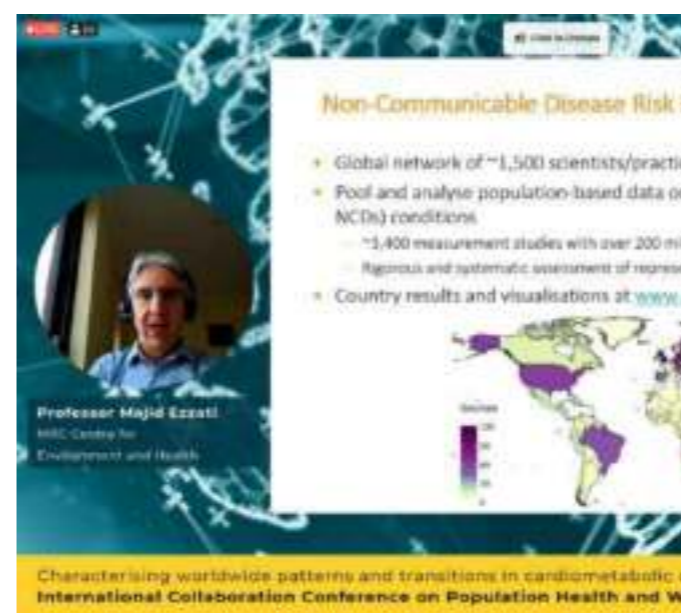 Non-Communicable Disease Risk
Global network of ~1,500 scientists/practi
Pool and analyse population-based data o
NCDs) conditions
~3,400 measurement studies with over 200 mi
Rigorous and systematic assessment of repres
Country results and visualisations at www.
Professor Majid Ezzati
MRC Centre for
Environment and Health
Characterising worldwide patterns and transitions in cardiometabolic
International Collaboration Conference on Population Health and W